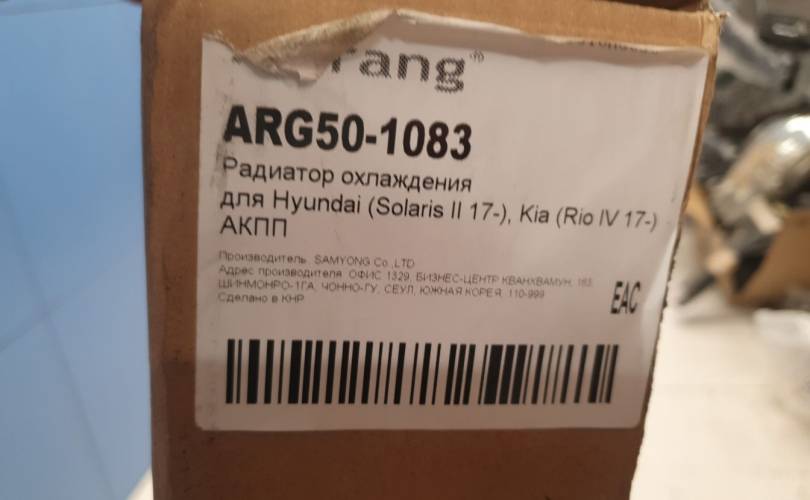 rang®
ARG50-1083
Радиатор охлаждения
для Hyundai (Solaris II 17-), Kia (Rio IV 17-)
АКПП
Производитель: SAMYONG Co.,LTD
Адрес производителя: ОФИС 1329, БИЗНЕС-ЦЕНТР КВАНХВАМУН, 163,
ШИНМОНРО-1ГА, ЧОННО-ГУ, СЕУЛ, ЮЖНАЯ КОРЕЯ, 110-999
Сделано в КНР
EAC